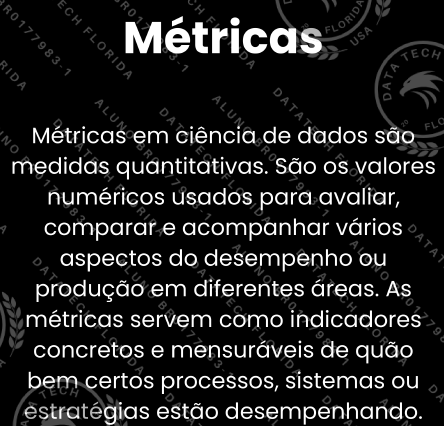 Métricas
Métricas em ciência de dados são
medidas quantitativas. São os valores
numéricos usados para avaliar,
comparar e acompanhar vários
aspectos do desempenho ou
produção em diferentes áreas. As
métricas servem como indicadores
concretos e mensuráveis de quão
bem certos processos, sistemas ou
estratégias estão desempenhando.